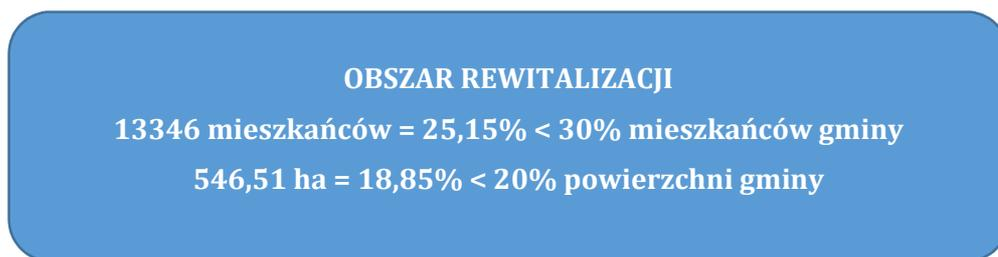 OBSZAR REWITALIZACJI
13346 mieszkańców = 25,15% < 30% mieszkańców gminy
546,51 ha = 18,85% < 20% powierzchni gminy